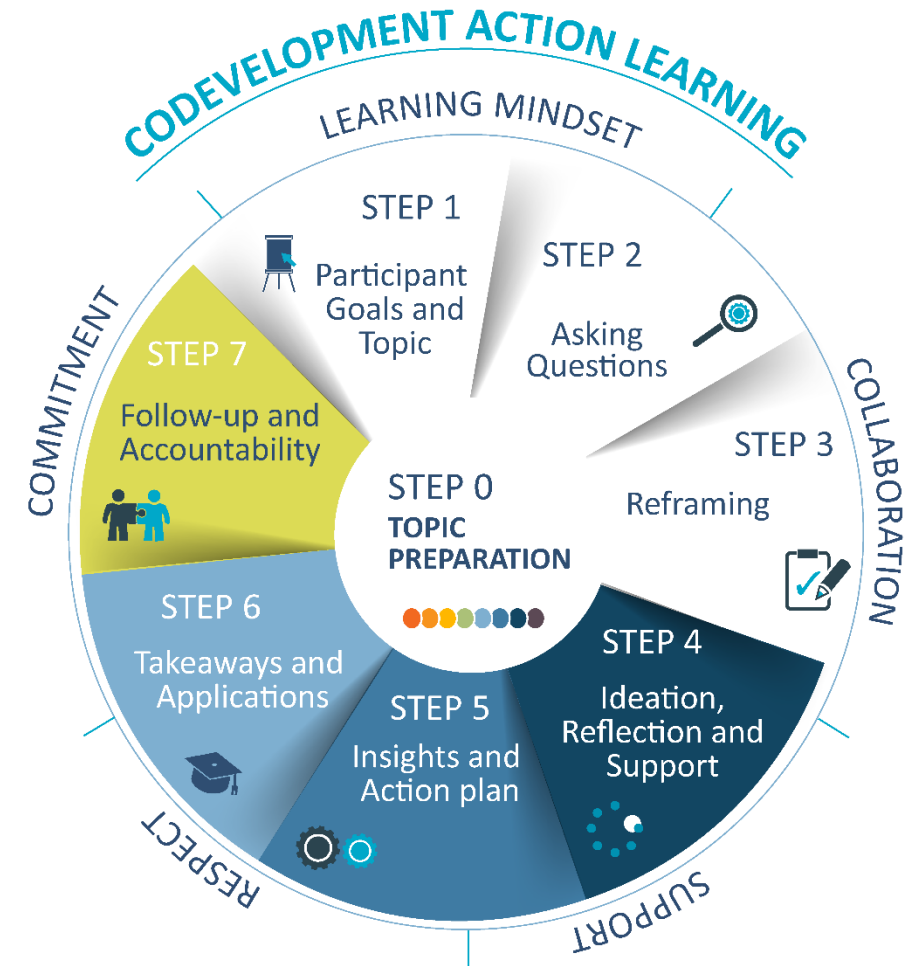 CODEVELOPMENT ACTION LEARNING
LEARNING MINDSET
STEP 1
Participant
Goals and
Topic
STEP 2
Asking
Questions
COLLABORATION
STEP 3
Reframing
STEP 4
Ideation,
Reflection and
Support
SUPPORT
STEP 5
Insights and
Action plan
RESPECT
STEP 6
Takeaways and
Applications
COMMITMENT
STEP 7
Follow-up and
Accountability
STEP 0
TOPIC
PREPARATION